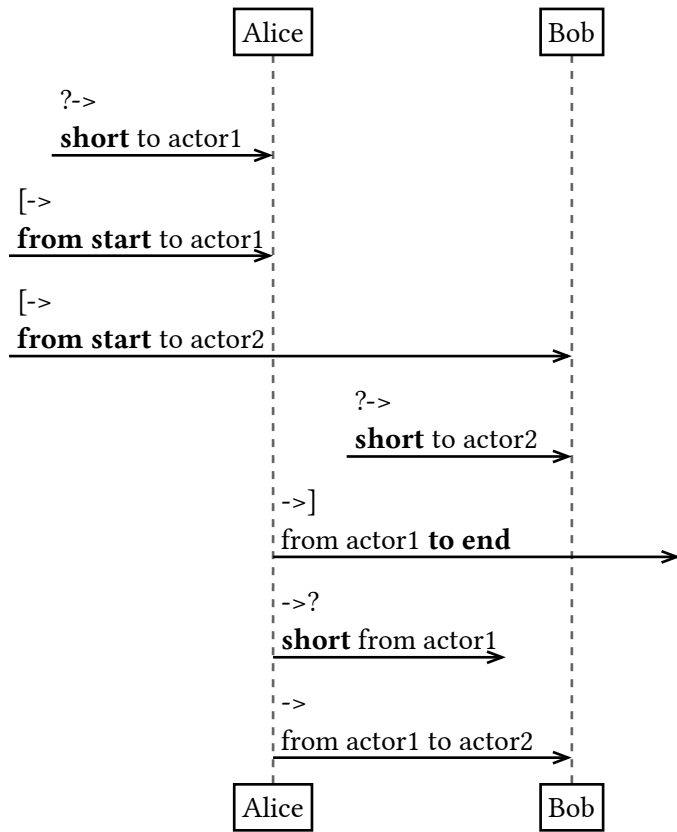 Alice Bob
?->
short to actor1
[->
from start to actor1
[->
from start to actor2
?->
short to actor2
->]
from actor1 to end
->?
short from actor1
->
from actor1 to actor2
Alice Bob